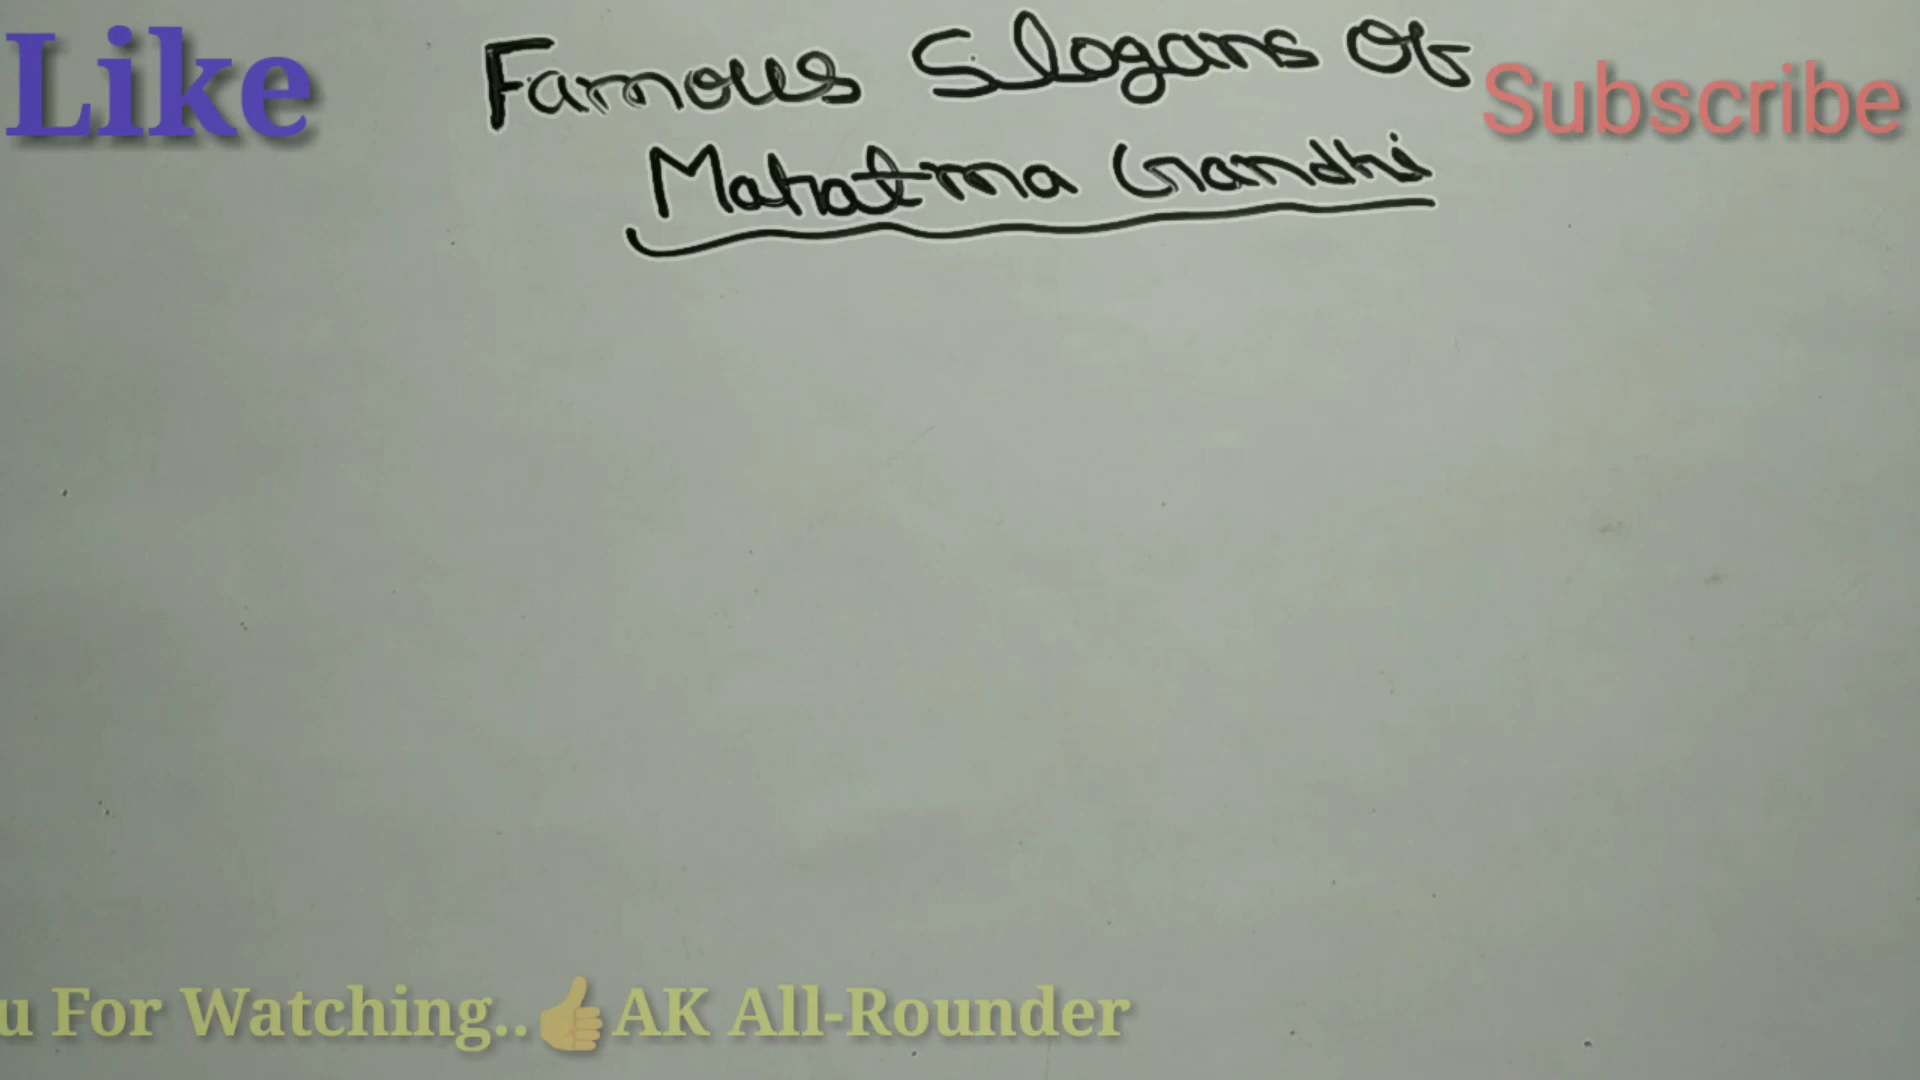 Like
Famous Slogans Of
Subscribe
Mahatma Gandhi
u For Watching..👍AK All-Rounder